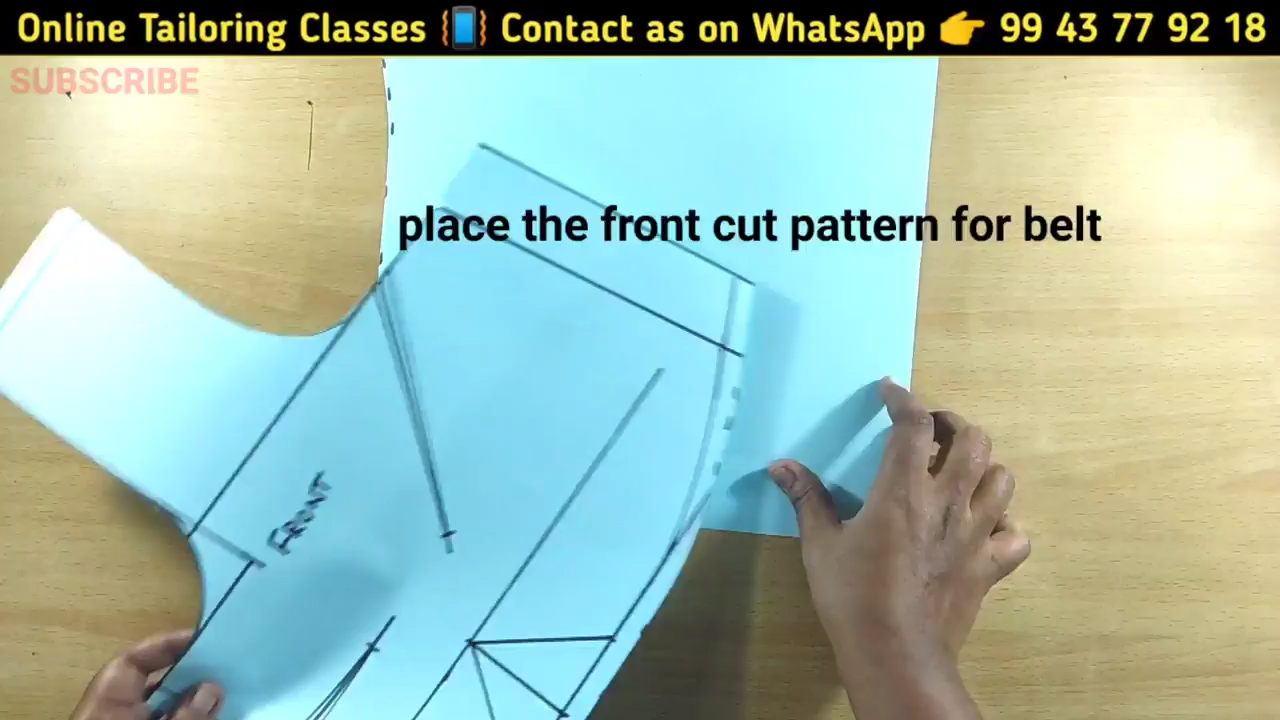 Online Tailoring Classes 📳 Contact as on WhatsApp 👉 99 43 77 92 18
SUBSCRIBE
place the front cut pattern for belt
FRONT